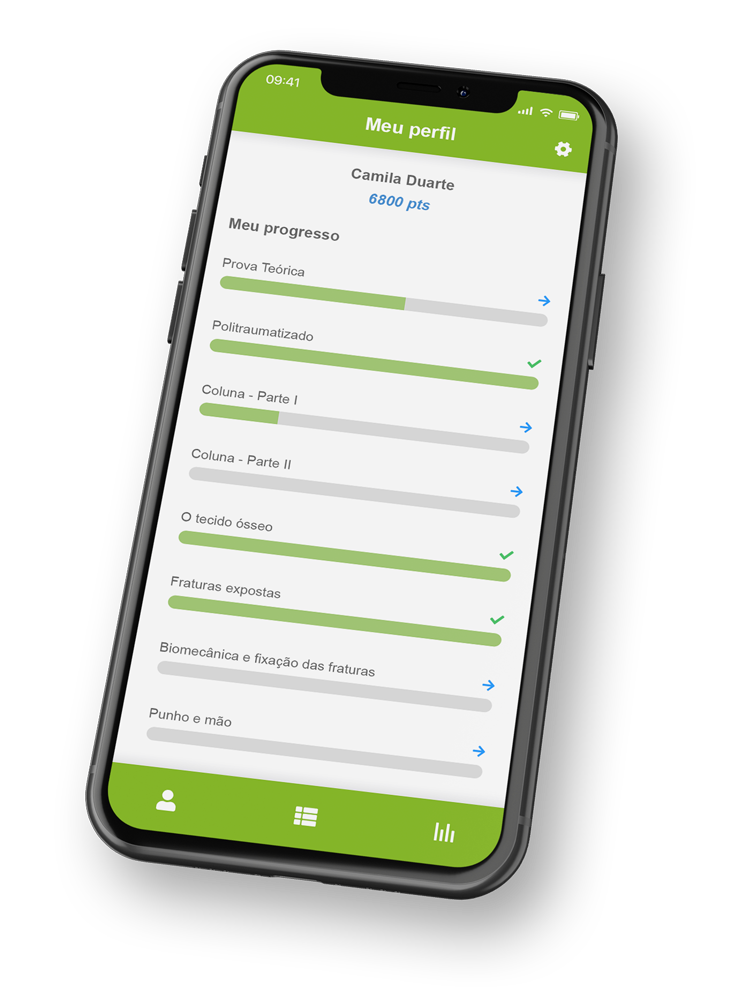 09:41
Meu perfil
Camila Duarte
6800 pts
Meu progresso
Prova Teórica
Politraumatizado
Coluna - Parte I
Coluna - Parte II
O tecido ósseo
Fraturas expostas
Biomecânica e fixação das fraturas
Punho e mão